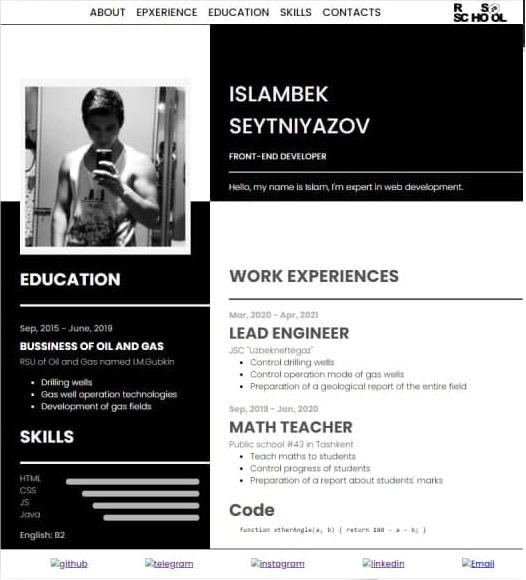 ABOUT EPXERIENCE EDUCATION SKILLS CONTACTS
R S
SCHOOL
ISLAMBEK
SEYTNIYAZOV
FRONT-END DEVELOPER
Hello, my name is Islam, I'm expert in web development.
EDUCATION
Sep, 2015 - June, 2019
BUSSINESS OF OIL AND GAS
RSU of Oil and Gas named I.M.Gubkin
Drilling wells
Gas well operation technologies
Development of gas fields
SKILLS
HTML
CSS
JS
Java
English: B2
WORK EXPERIENCES
Mar, 2020 - Apr, 2021
LEAD ENGINEER
JSC "Uzbekneftegaz"
Control drilling wells
Control operation mode of gas wells
Preparation of a geological report of the entire field
Sep, 2019 - Jan, 2020
MATH TEACHER
Public school #43 in Tashkent
Teach maths to students
Control progress of students
Preparation of a report about students' marks
Code
function otherAngle(a, b) { return 180 - a - b; }
github telegram instagram linkedin Email